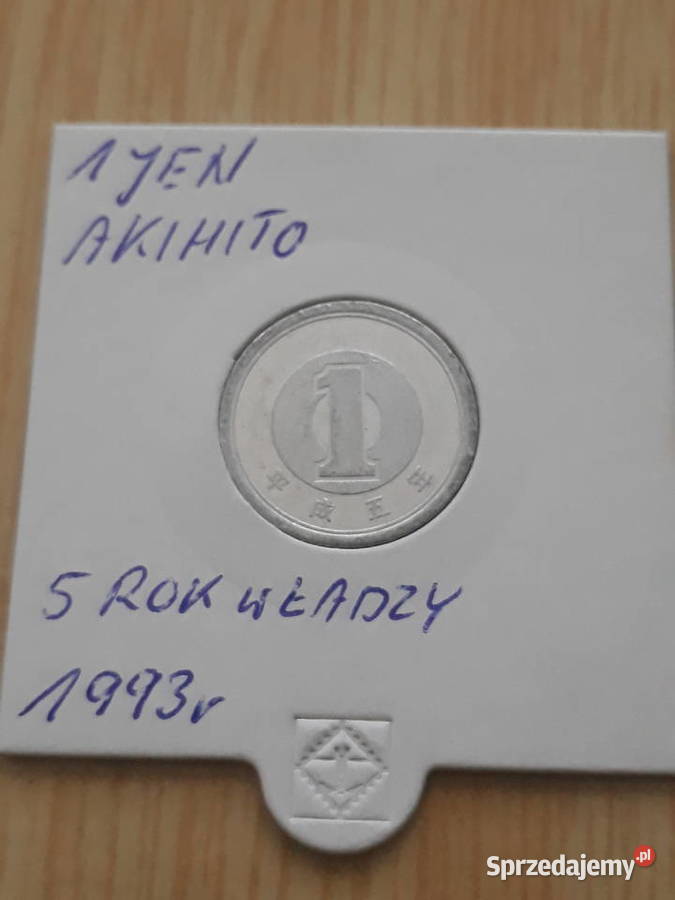 1 JEN
AKIHITO
1
平成五年
5 ROK WŁADZY
1993r
Sprzedajemy.pl